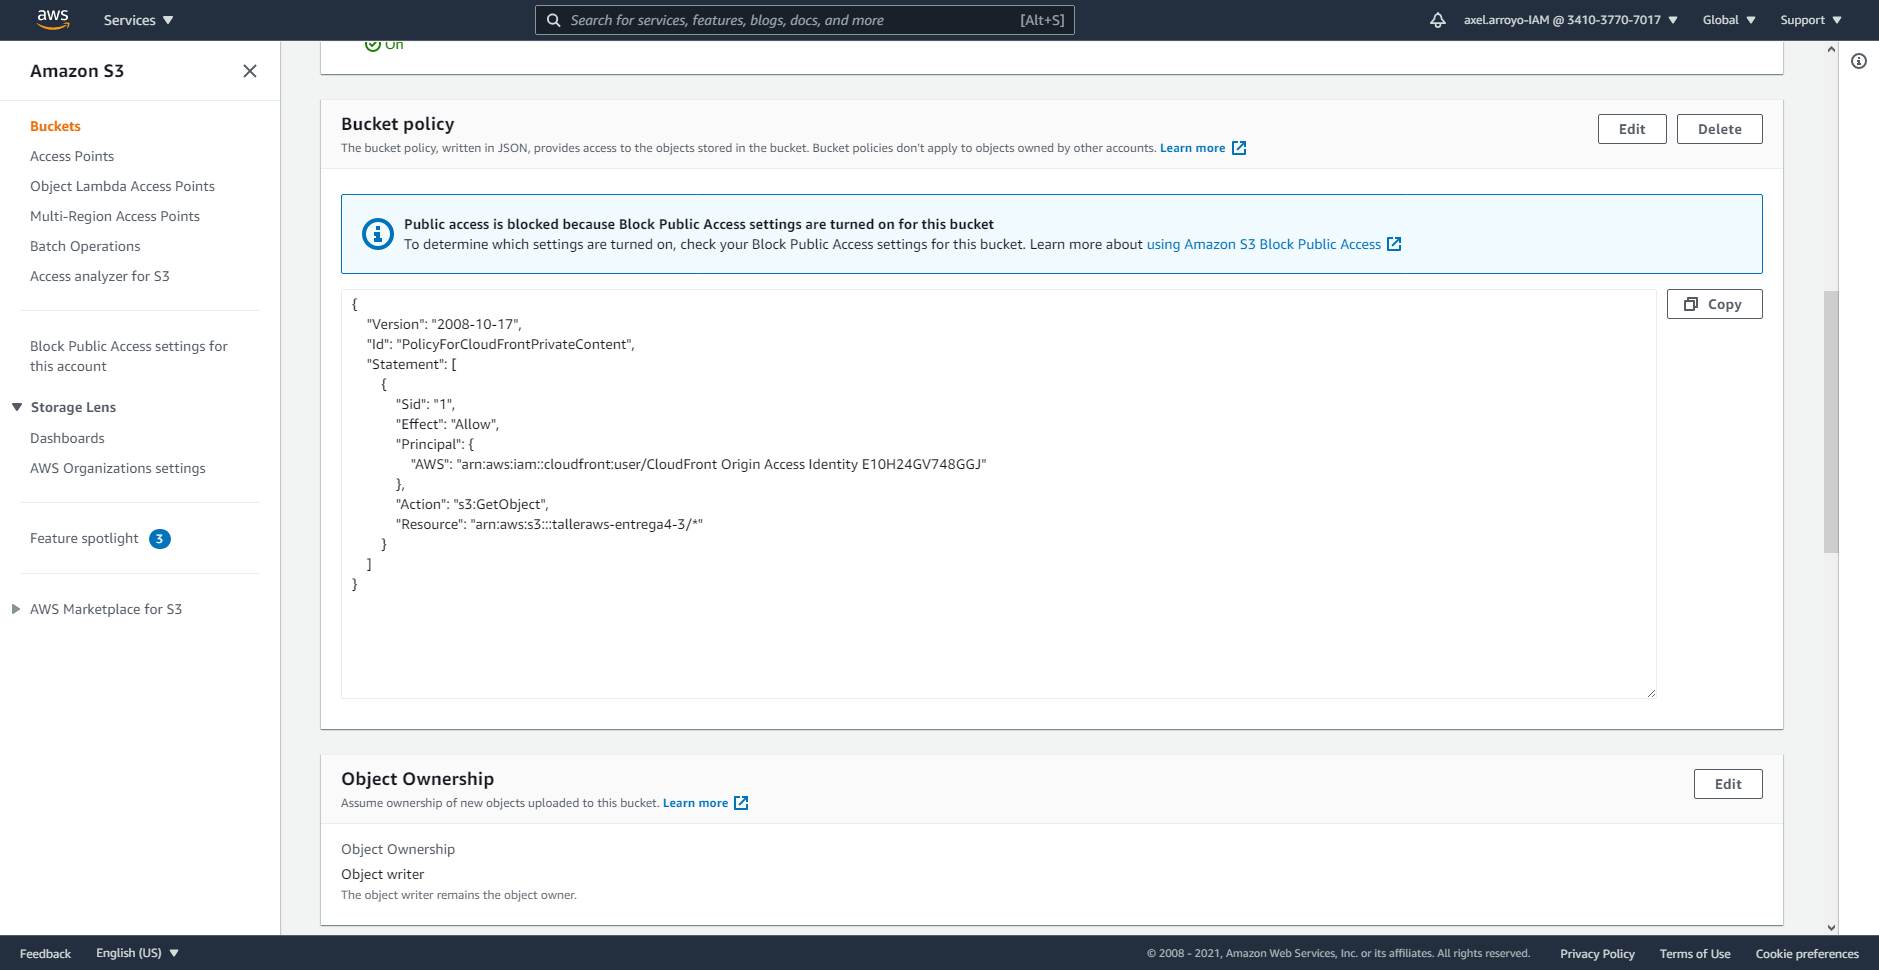 aws Services Search for services, features, blogs, docs, and more [Alt+S] axel.arroyo-IAM @ 3410-3770-7017 Global Support
Amazon S3
Buckets
Access Points
Object Lambda Access Points
Multi-Region Access Points
Batch Operations
Access analyzer for S3
Block Public Access settings for
this account
Storage Lens
Dashboards
AWS Organizations settings
Feature spotlight 3
AWS Marketplace for S3
On
Bucket policy
Edit Delete
The bucket policy, written in JSON, provides access to the objects stored in the bucket. Bucket policies don't apply to objects owned by other accounts. Learn more
Public access is blocked because Block Public Access settings are turned on for this bucket
To determine which settings are turned on, check your Block Public Access settings for this bucket. Learn more about using Amazon S3 Block Public Access
Copy
{
"Version": "2008-10-17",
"Id": "PolicyForCloudFrontPrivateContent",
"Statement": [
{
"Sid": "1",
"Effect": "Allow",
"Principal": {
"AWS": "arn:aws:iam::cloudfront:user/CloudFront Origin Access Identity E10H24GV748GGJ"
},
"Action": "s3:GetObject",
"Resource": "arn:aws:s3:::talleraws-entrega4-3/*"
}
]
}
Object Ownership
Edit
Assume ownership of new objects uploaded to this bucket. Learn more
Object Ownership
Object writer
The object writer remains the object owner.
Feedback English (US) © 2008 - 2021, Amazon Web Services, Inc. or its affiliates. All rights reserved. Privacy Policy Terms of Use Cookie preferences